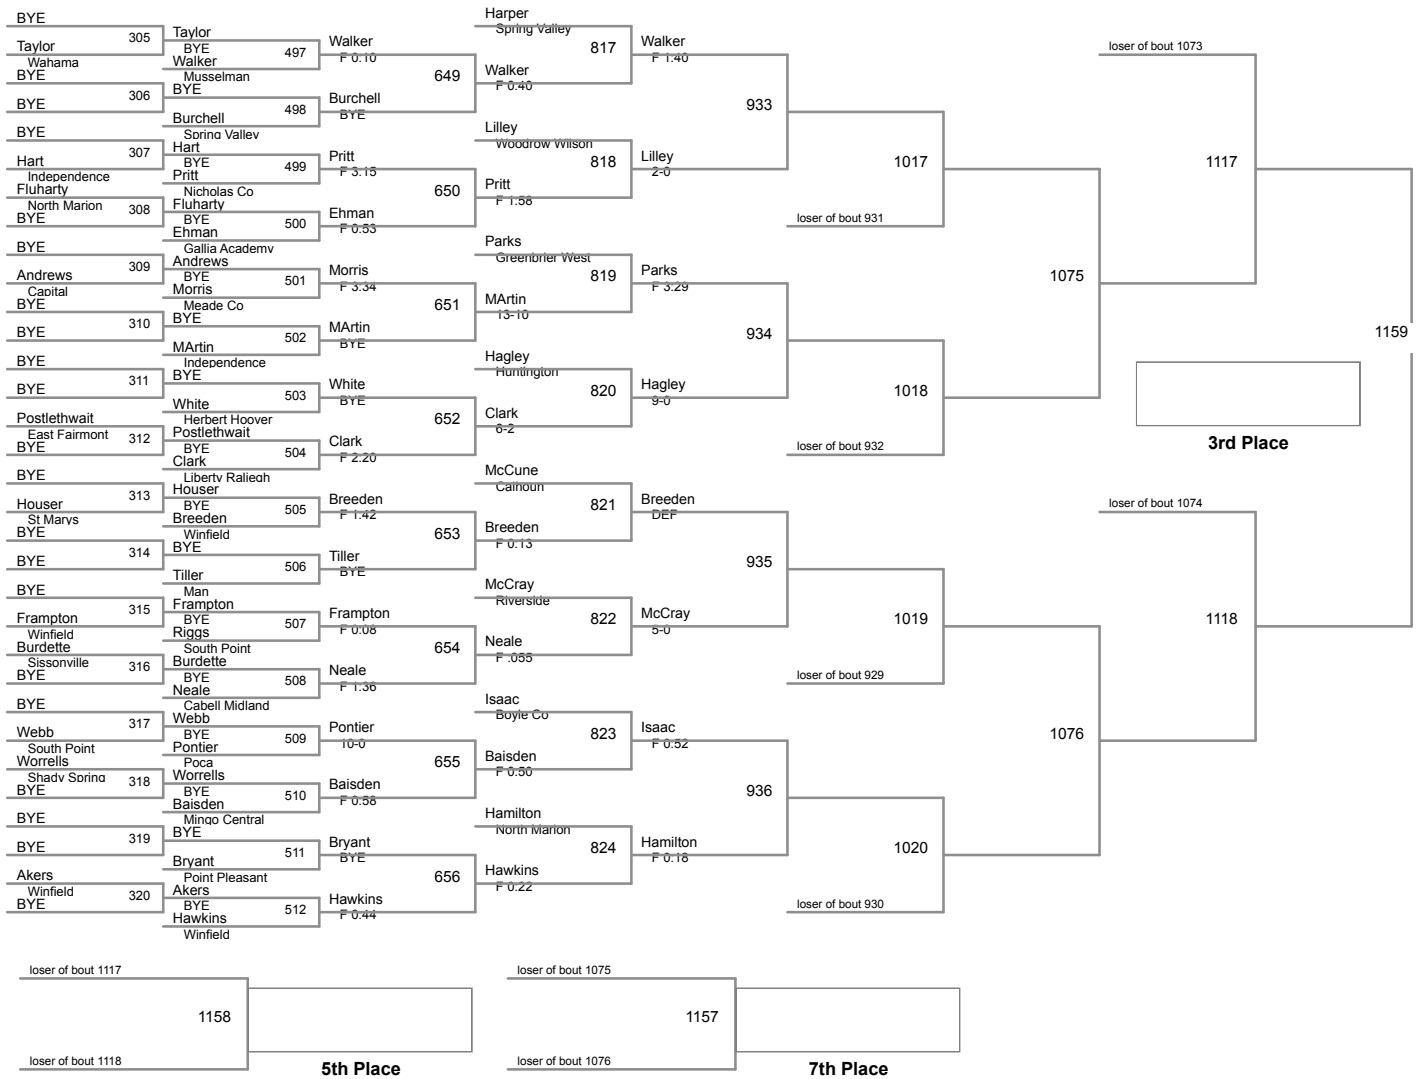 BYE
305
Taylor
Wahama
BYE
306
BYE
BYE
307
Hart
Independence
Fluharty
North Marion
308
BYE
BYE
309
Andrews
Capital
BYE
310
BYE
BYE
311
BYE
Postlethwait
East Fairmont
312
BYE
BYE
313
Houser
St Marys
BYE
314
BYE
BYE
315
Frampton
Winfield
Burdette
Sissonville
316
BYE
BYE
317
Webb
South Point
Worrells
Shady Spring
318
BYE
BYE
319
BYE
Akers
Winfield
320
BYE
Taylor
BYE
497
Walker
Musselman
BYE
498
Burchell
Spring Valley
Hart
BYE
499
Pritt
Nicholas Co
Fluharty
BYE
500
Ehman
Gallia Academy
Andrews
BYE
501
Morris
Meade Co
BYE
502
MArtin
Independence
BYE
503
White
Herbert Hoover
Postlethwait
BYE
504
Clark
Liberty Raliegh
Houser
BYE
505
Breeden
Winfield
BYE
506
Tiller
Man
Frampton
BYE
507
Riggs
South Point
Burdette
BYE
508
Neale
Cabell Midland
Webb
BYE
509
Pontier
Poca
Worrells
BYE
510
Baisden
Mingo Central
BYE
511
Bryant
Point Pleasant
Akers
BYE
512
Hawkins
Winfield
Walker
F 0:10
649
Burchell
BYE
Pritt
F 3:15
650
Ehman
F 0:53
Morris
F 3:34
651
MArtin
BYE
White
BYE
652
Clark
F 2:20
Breeden
F 1:42
653
Tiller
BYE
Frampton
F 0:08
654
Neale
F 1:36
Pontier
10-0
655
Baisden
F 0:58
Bryant
BYE
656
Hawkins
F 0:44
Harper
Spring Valley
817
Walker
F 0:40
Lilley
Woodrow Wilson
818
Pritt
F 1:58
Parks
Greenbrier West
819
MArtin
13-10
Hagley
Huntington
820
Clark
6-2
McCune
Calhoun
821
Breeden
F 0:13
McCray
Riverside
822
Neale
F .055
Isaac
Boyle Co
823
Baisden
F 0:50
Hamilton
North Marion
824
Hawkins
F 0:22
Walker
F 1:40
933
Lilley
2-0
Parks
F 3:29
934
Hagley
9-0
Breeden
DEF
935
McCray
5-0
Isaac
F 0:52
936
Hamilton
F 0:18
1017
loser of bout 931
1018
loser of bout 932
1019
loser of bout 929
1020
loser of bout 930
1075
1076
loser of bout 1073
1117
loser of bout 1074
1118
1159
3rd Place
loser of bout 1117
1158
loser of bout 1118
5th Place
loser of bout 1075
1157
loser of bout 1076
7th Place